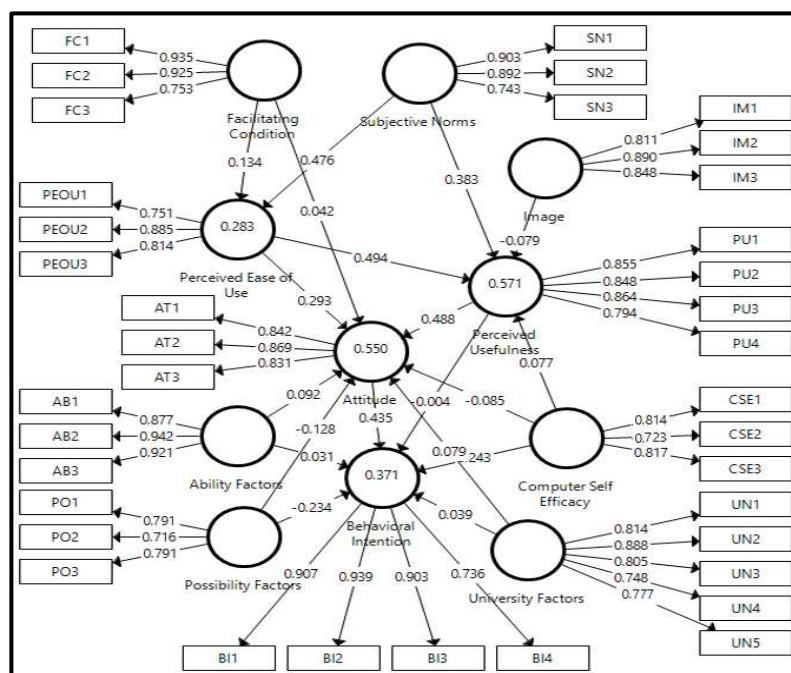 FC1
0.935
FC2
0.925
FC3
0.753
Facilitating
Condition
SN1
0.903
SN2
0.892
SN3
0.743
Subjective Norms
IM1
0.811
IM2
0.890
IM3
0.848
Image
0.134
0.476
0.042
0.383
-0.079
PEOU1
0.751
PEOU2
0.885
PEOU3
0.814
0.283
Perceived Ease of
Use
0.494
0.293
PU1
0.855
PU2
0.848
PU3
0.864
PU4
0.794
0.571
Perceived
Usefulness
0.488
0.077
AT1
0.842
AT2
0.869
AT3
0.831
0.550
Attitude
0.092
-0.128
0.435
-0.004
-0.085
0.079
AB1
0.877
AB2
0.942
AB3
0.921
Ability Factors
0.031
CSE1
0.814
CSE2
0.723
CSE3
0.817
Computer Self
Efficacy
243
0.371
Behavioral
Intention
PO1
0.791
PO2
0.716
PO3
0.791
Possibility Factors
-0.234
0.039
UN1
0.814
UN2
0.888
UN3
0.805
UN4
0.748
UN5
0.777
University Factors
0.907
0.939
0.903
0.736
BI1
BI2
BI3
BI4